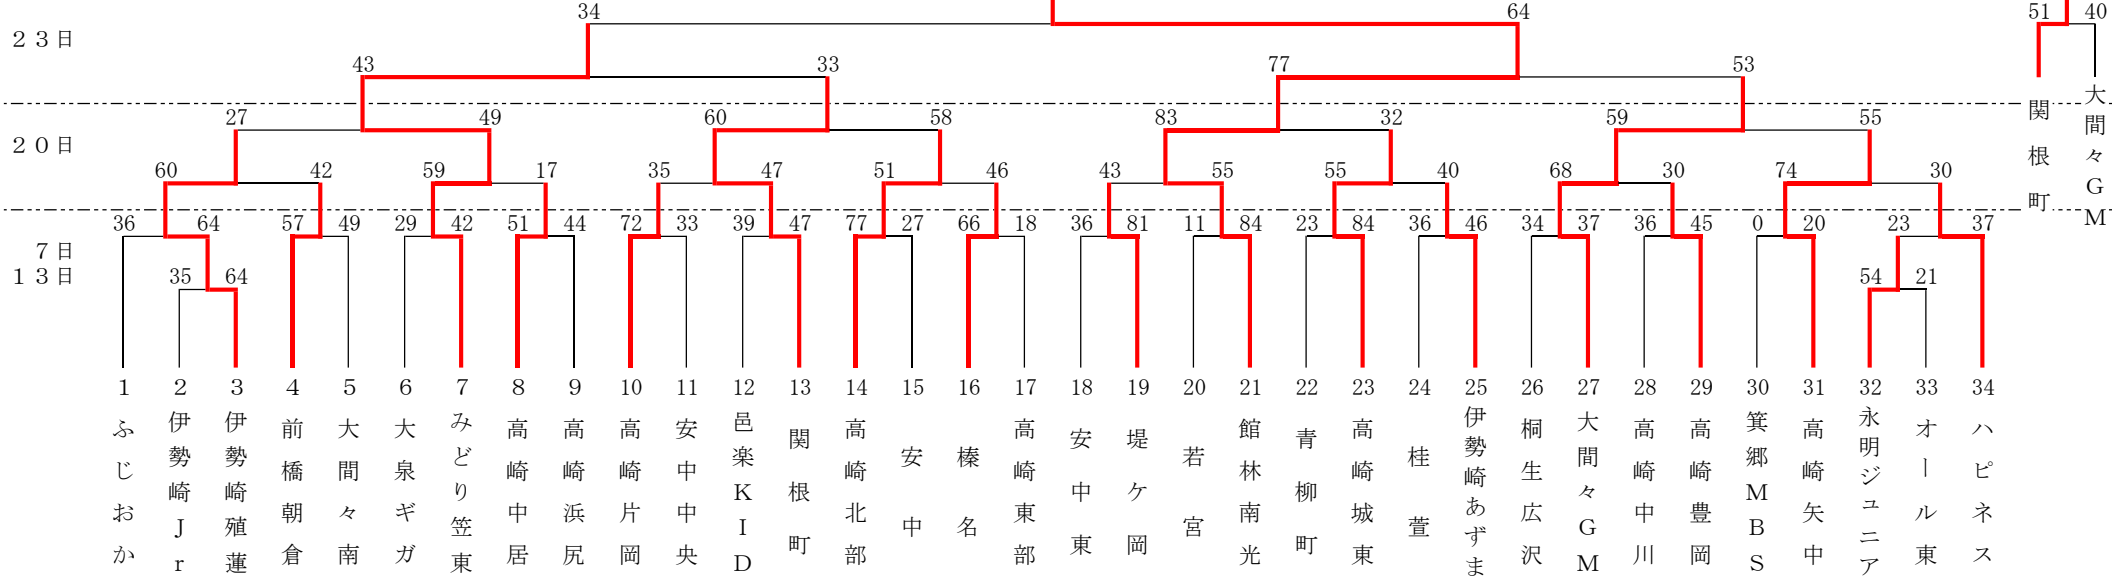 34 64 51 40
２３日
43 33 77 53
27 49 60 58 83 32 59 55
２０日
60 42 59 17 35 47 51 46 43 55 55 40 68 30 74 30
36 64 57 49 29 42 51 44 72 33 39 47 77 27 66 18 36 81 11 84 23 84 36 46 34 37 36 45 0 20 23 37
７日
１３日
35 64 54 21
関根町
大間々GM
1 ふじおか
2 伊勢崎Jr
3 伊勢崎殖蓮
4 前橋朝倉
5 大間々南
6 大泉ギガ
7 みどり笠東
8 高崎中居
9 高崎浜尻
10 高崎片岡
11 安中中央
12 邑楽KID
13 関根町
14 高崎北部
15 安中
16 榛名
17 高崎東部
18 安中東
19 堤ケ岡
20 若宮
21 館林南光
22 青柳町
23 高崎城東
24 桂萱
25 伊勢崎あずま
26 桐生広沢
27 大間々GM
28 高崎中川
29 高崎豊岡
30 箕郷MBS
31 高崎矢中
32 永明ジュニア
33 オール東
34 ハピネス